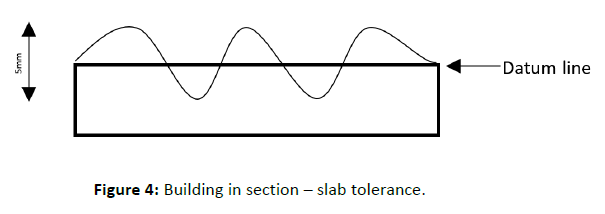 5mm
Datum line
Figure 4: Building in section – slab tolerance.